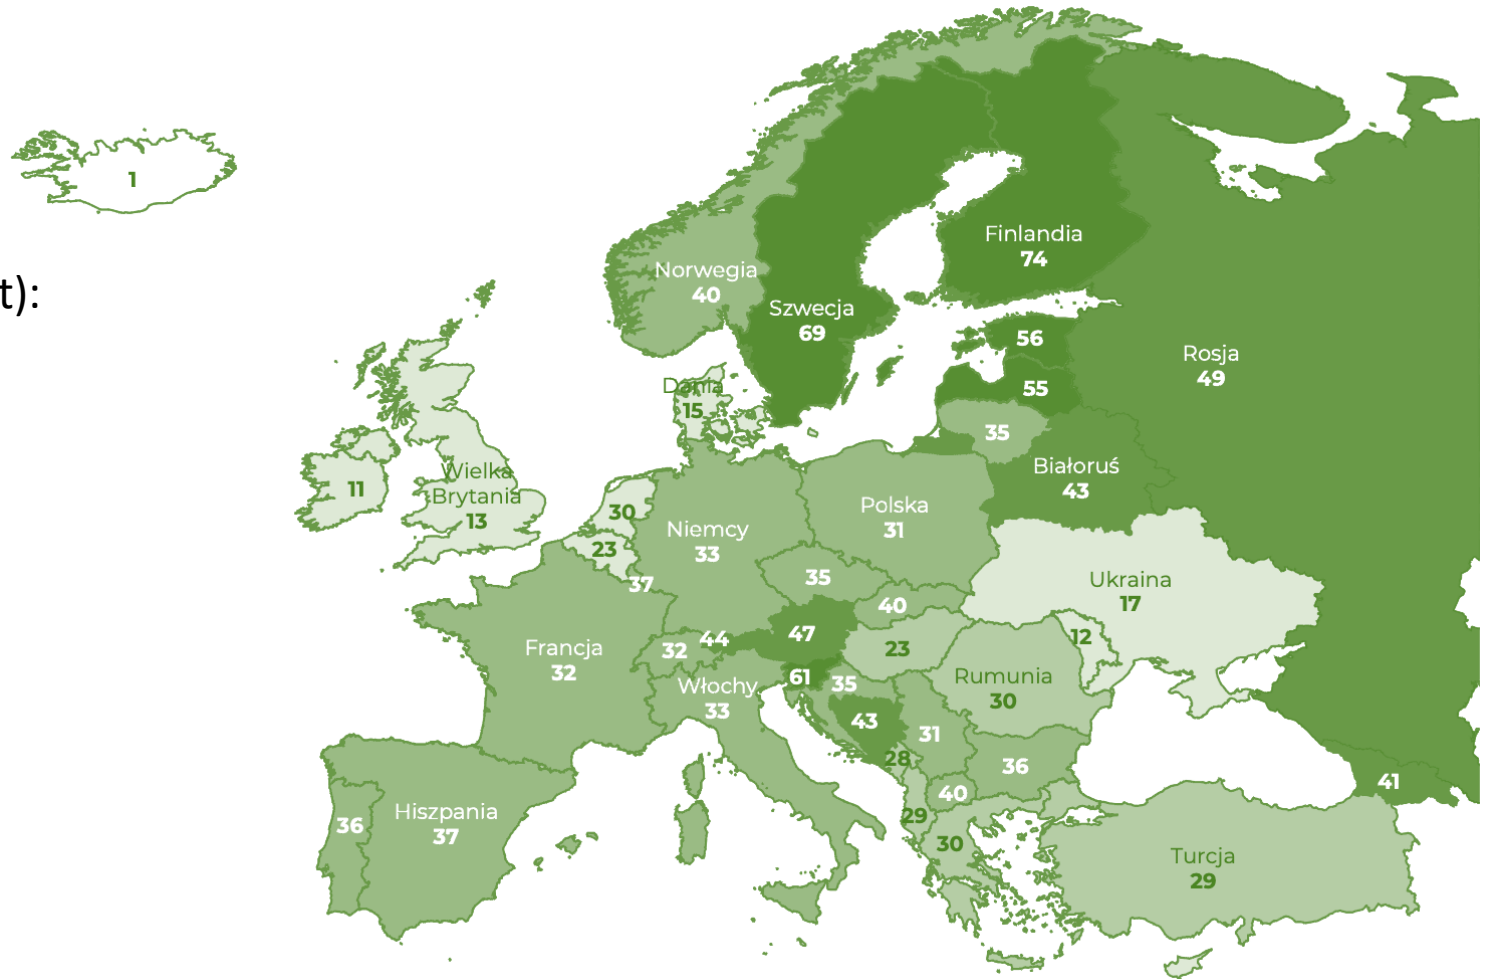 1
t):
Finlandia
74
Norwegia
40
Szwecja
69
56
Rosja
49
55
Dania
15
35
Białoruś
43
Wielka
Brytania
13
11
30
Polska
31
Niemcy
33
23
37
35
Ukraina
17
40
47
44
32
12
23
Francja
32
61
35
Włochy
33
Rumunia
30
43
31
28
36
41
40
Hiszpania
37
36
29
30
Turcja
29